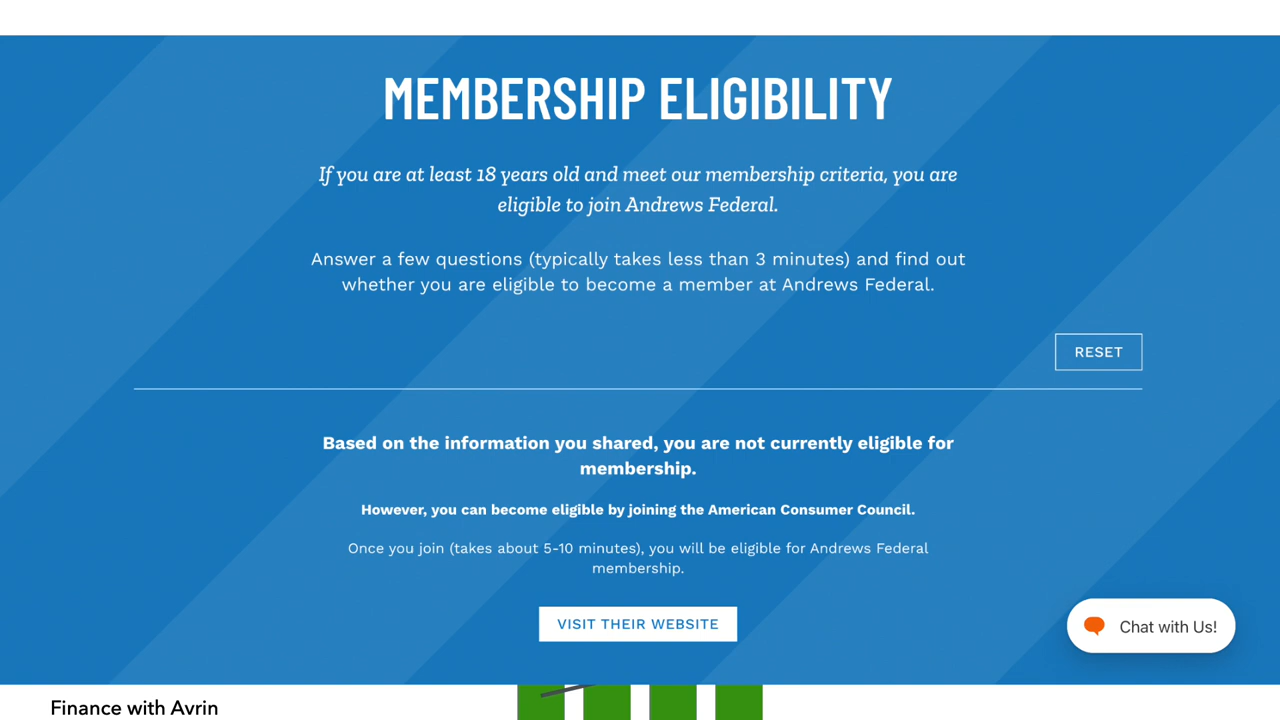 MEMBERSHIP ELIGIBILITY
If you are at least 18 years old and meet our membership criteria, you are
eligible to join Andrews Federal.
Answer a few questions (typically takes less than 3 minutes) and find out
whether you are eligible to become a member at Andrews Federal.
RESET
Based on the information you shared, you are not currently eligible for
membership.
However, you can become eligible by joining the American Consumer Council.
Once you join (takes about 5-10 minutes), you will be eligible for Andrews Federal
membership.
VISIT THEIR WEBSITE
Chat with Us!
Finance with Avrin